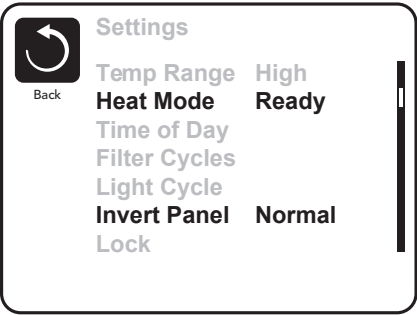 Settings
Back
Temp Range High
Heat Mode Ready
Time of Day
Filter Cycles
Light Cycle
Invert Panel Normal
Lock